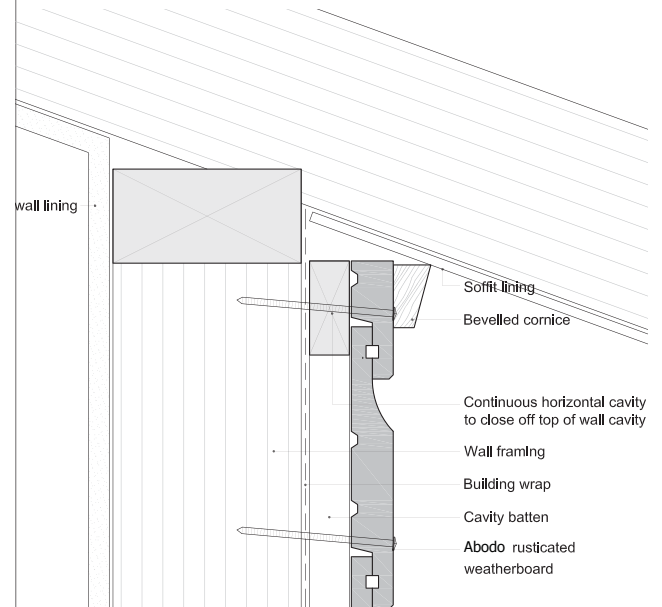 wall lining
Soffit lining
Bevelled cornice
Continuous horizontal cavity
to close off top of wall cavity
Wall framing
Building wrap
Cavity batten
Abodo rusticated
weatherboard